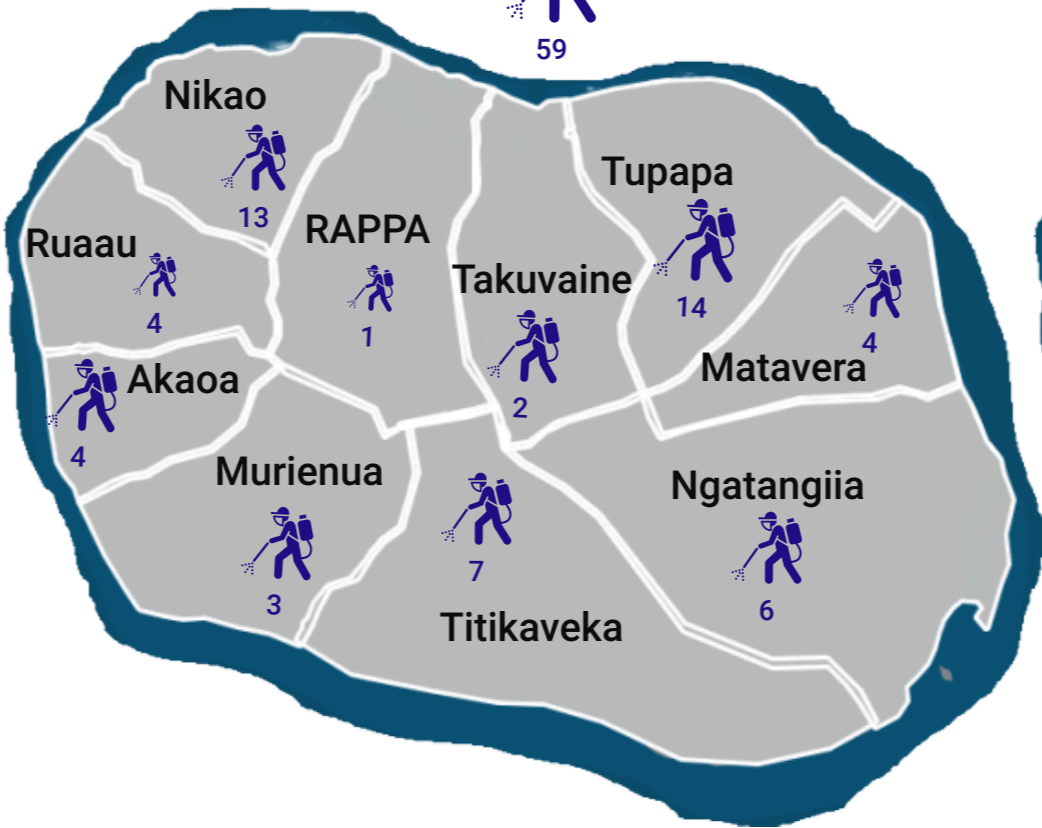 59
Nikao
13
Tupapa
14
RAPPA
1
Ruaau
4
Takuvaine
2
4
Matavera
Akaoa
4
Murienua
3
7
Titikaveka
Ngatangiia
6